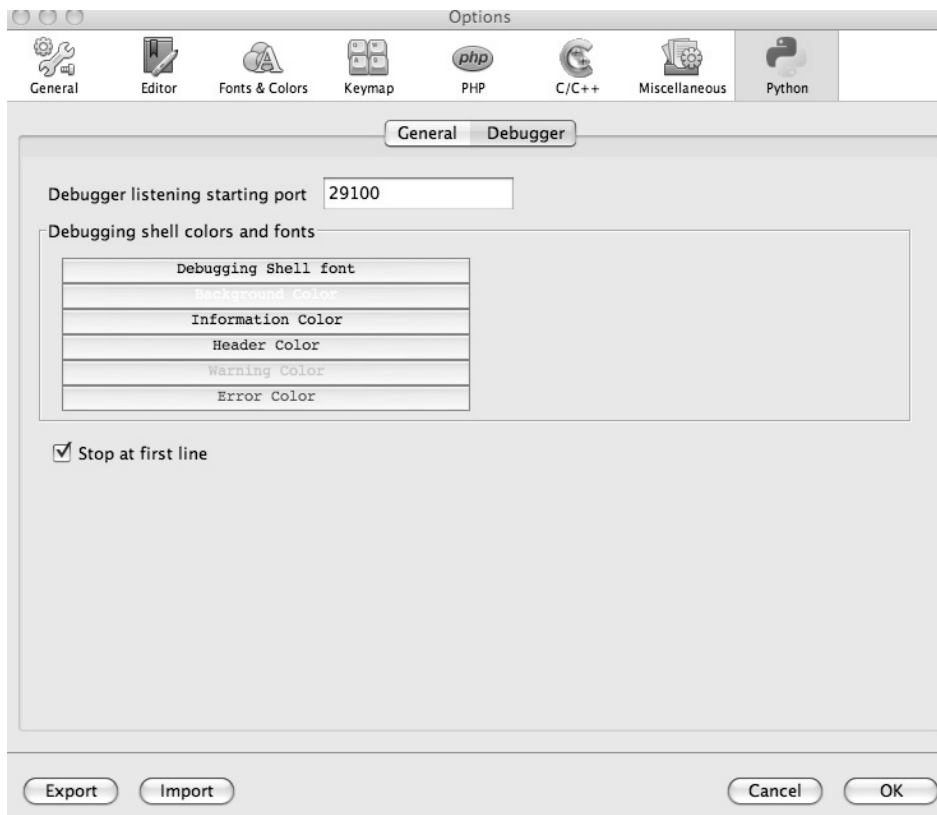 Options
General Editor Fonts & Colors Keymap PHP C/C++ Miscellaneous Python
General Debugger
Debugger listening starting port 29100
Debugging shell colors and fonts
Debugging Shell font
Background Color
Information Color
Header Color
Warning Color
Error Color
Stop at first line
Export Import Cancel OK